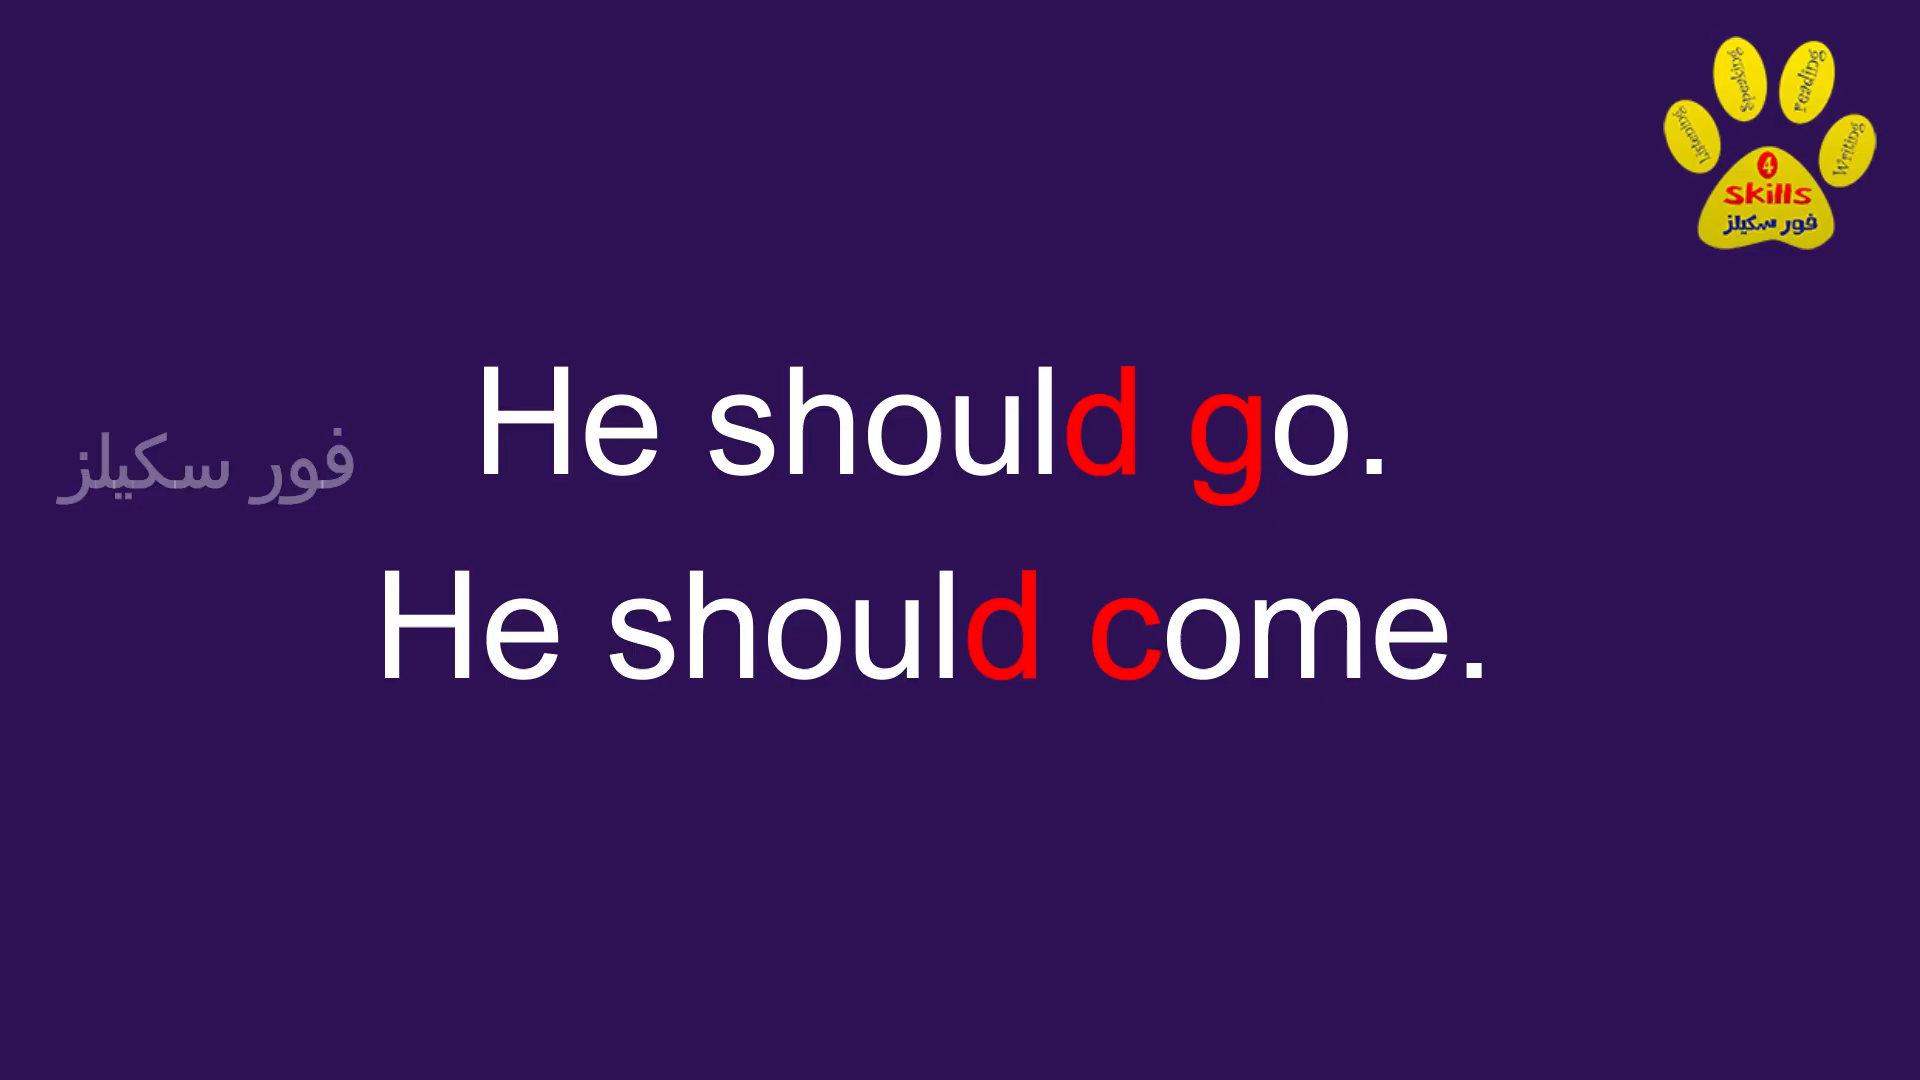 Listening
Speaking
Reading
Writing
4
Skills
فور سكيلز
He should go.
فور سكيلز
He should come.